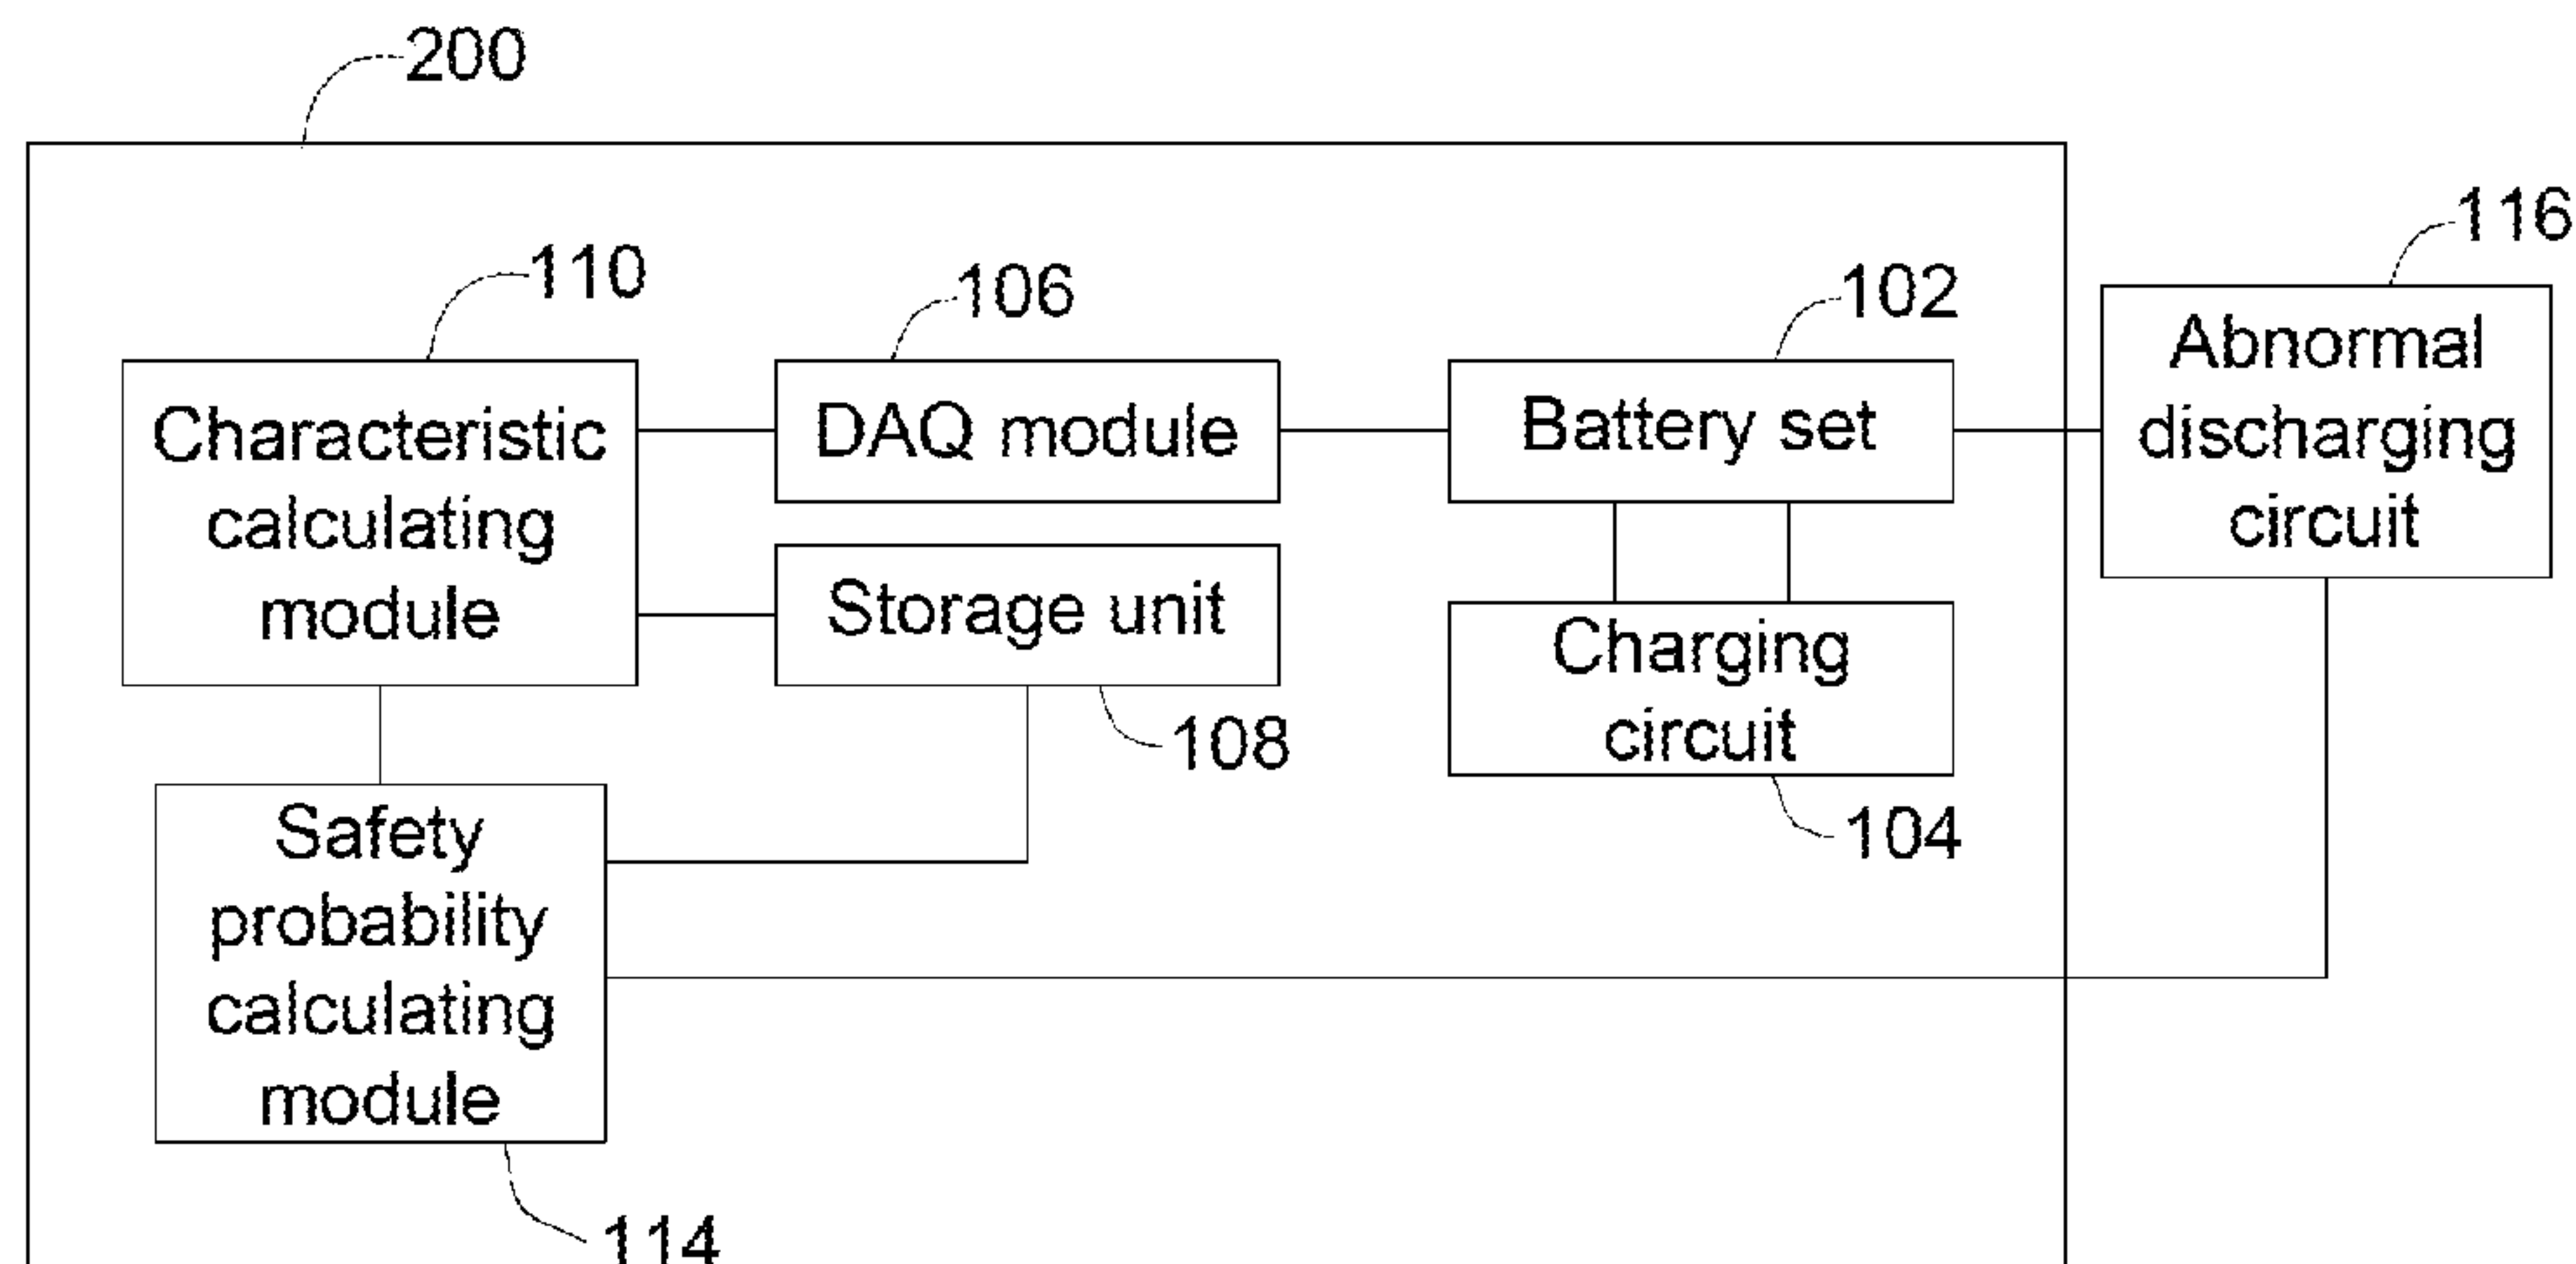 200
116
110
106
102
Abnormal
discharging
circuit
Characteristic
calculating
module
DAQ module
Battery set
Storage unit
Charging
circuit
108
104
Safety
probability
calculating
module
114